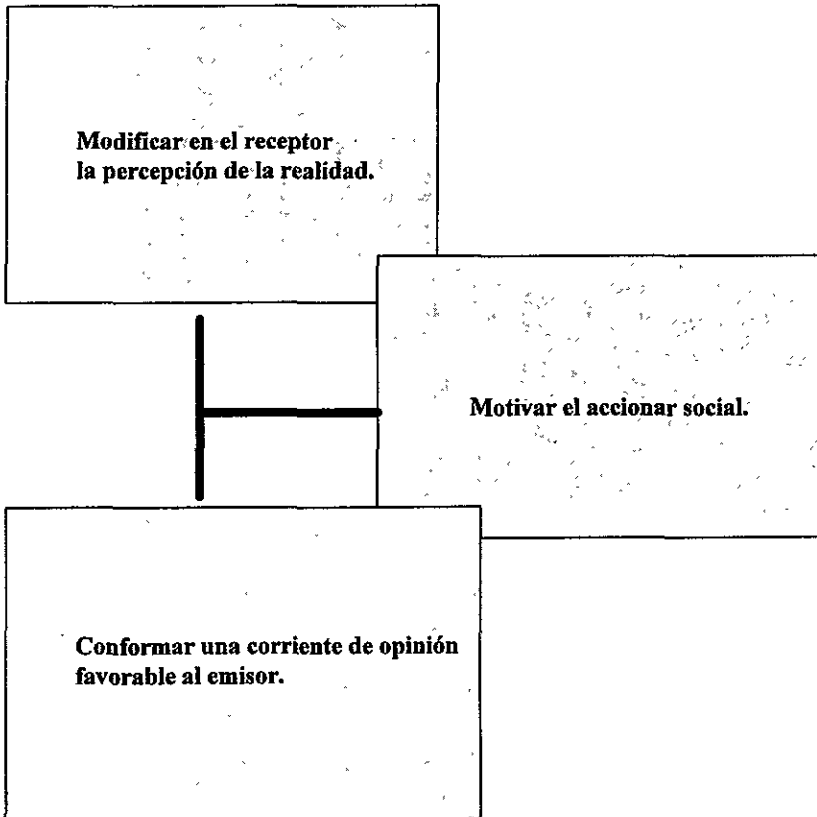 Modificar en el receptor
la percepción de la realidad.
Motivar el accionar social.
Conformar una corriente de opinión
favorable al emisor.